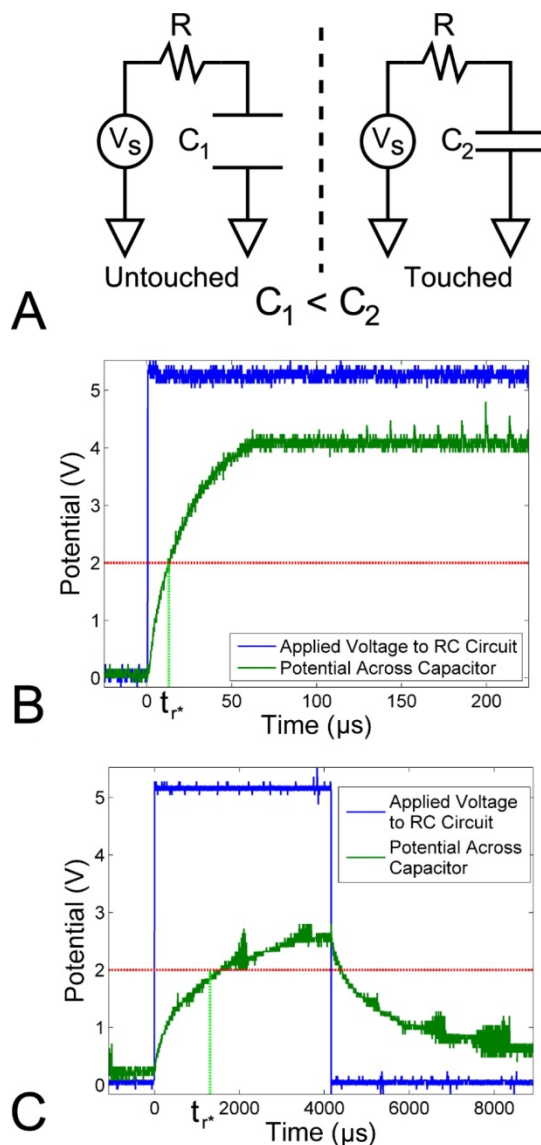 R
R
Vs
C1
Vs
C2
Untouched
Touched
C1 < C2
A
5
4
3
2
1
0
Potential (V)
Applied Voltage to RC Circuit
Potential Across Capacitor
0
tr*
50
100
150
200
Time (µs)
B
5
4
3
2
1
0
Potential (V)
Applied Voltage
to RC Circuit
Potential Across
Capacitor
0
tr*
2000
4000
6000
8000
Time (µs)
C